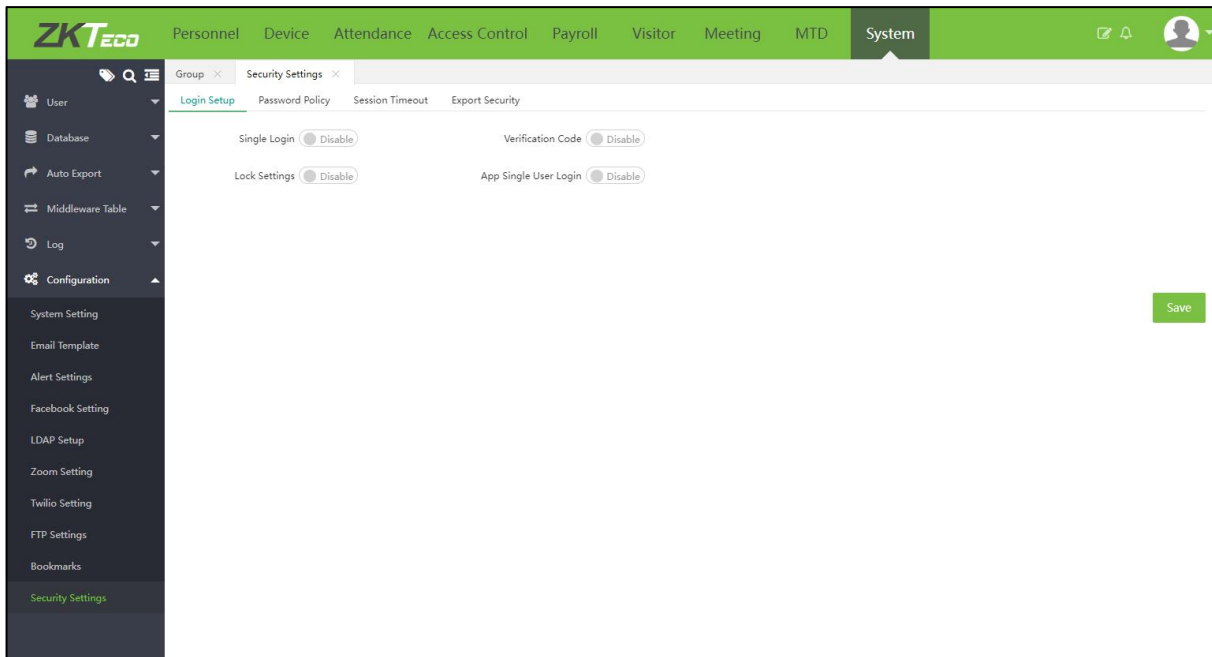 ZKTeco Personnel Device Attendance Access Control Payroll Visitor Meeting MTD System
Group Security Settings
Login Setup Password Policy Session Timeout Export Security
User
Database
Auto Export
Middleware Table
Log
Configuration
System Setting
Email Template
Alert Settings
Facebook Setting
LDAP Setup
Zoom Setting
Twilio Setting
FTP Settings
Bookmarks
Security Settings
Single Login Disable Verification Code Disable
Lock Settings Disable App Single User Login Disable
Save